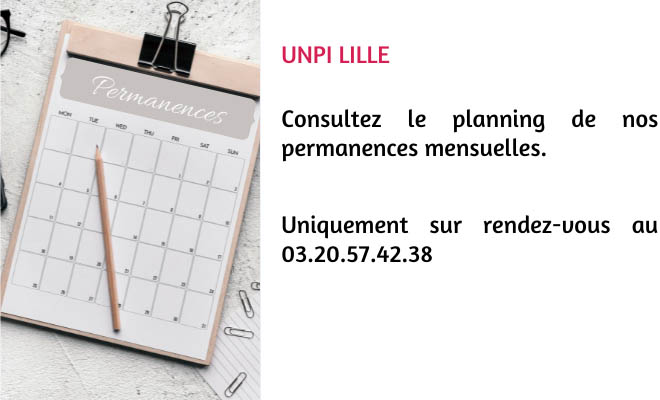 Permanences
MON TUE WED THU FRI SAT SUN
UNPI LILLE
Consultez le planning de nos
permanences mensuelles.
Uniquement sur rendez-vous au
03.20.57.42.38